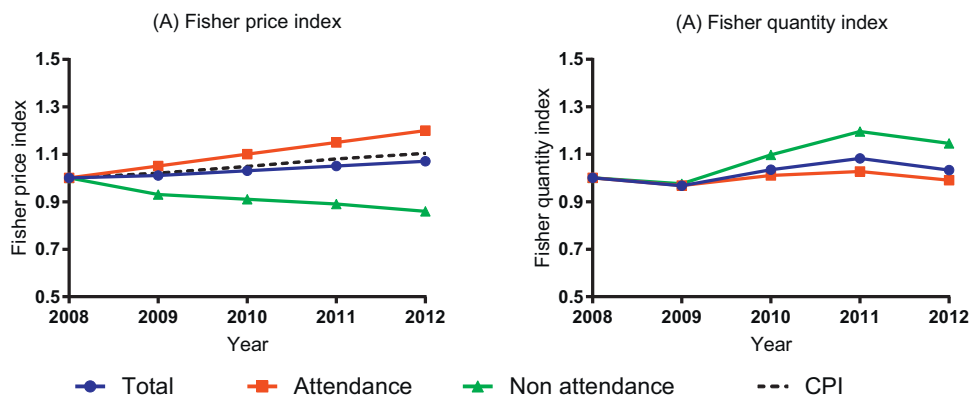 (A) Fisher price index
Fisher price index
1.5
1.3
1.1
0.9
0.7
0.5
2008 2009 2010 2011 2012
Year
(A) Fisher quantity index
Fisher quantity index
1.5
1.3
1.1
0.9
0.7
0.5
2008 2009 2010 2011 2012
Year
Total Attendance Non attendance CPI